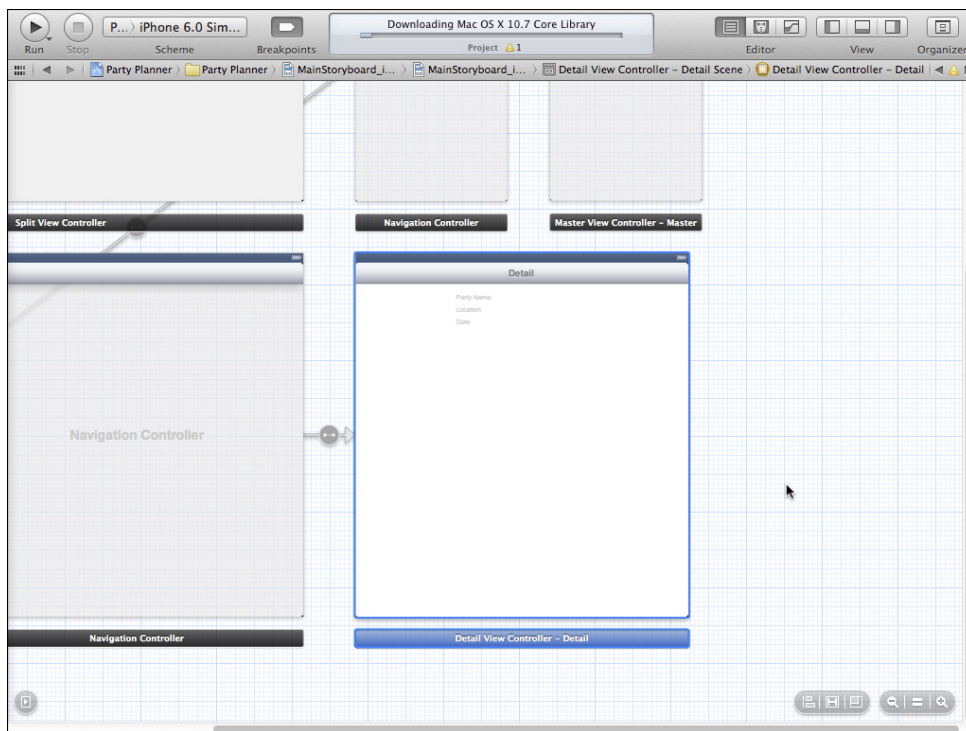 P... iPhone 6.0 Sim...
Downloading Mac OS X 10.7 Core Library
Project 1
Run Stop Scheme Breakpoints Editor View Organizer
Party Planner Party Planner MainStoryboard_i... MainStoryboard_i... Detail View Controller – Detail Scene Detail View Controller – Detail
Split View Controller
Navigation Controller
Master View Controller – Master
Detail
Party Name
Location
Date
Navigation Controller
Navigation Controller
Detail View Controller – Detail